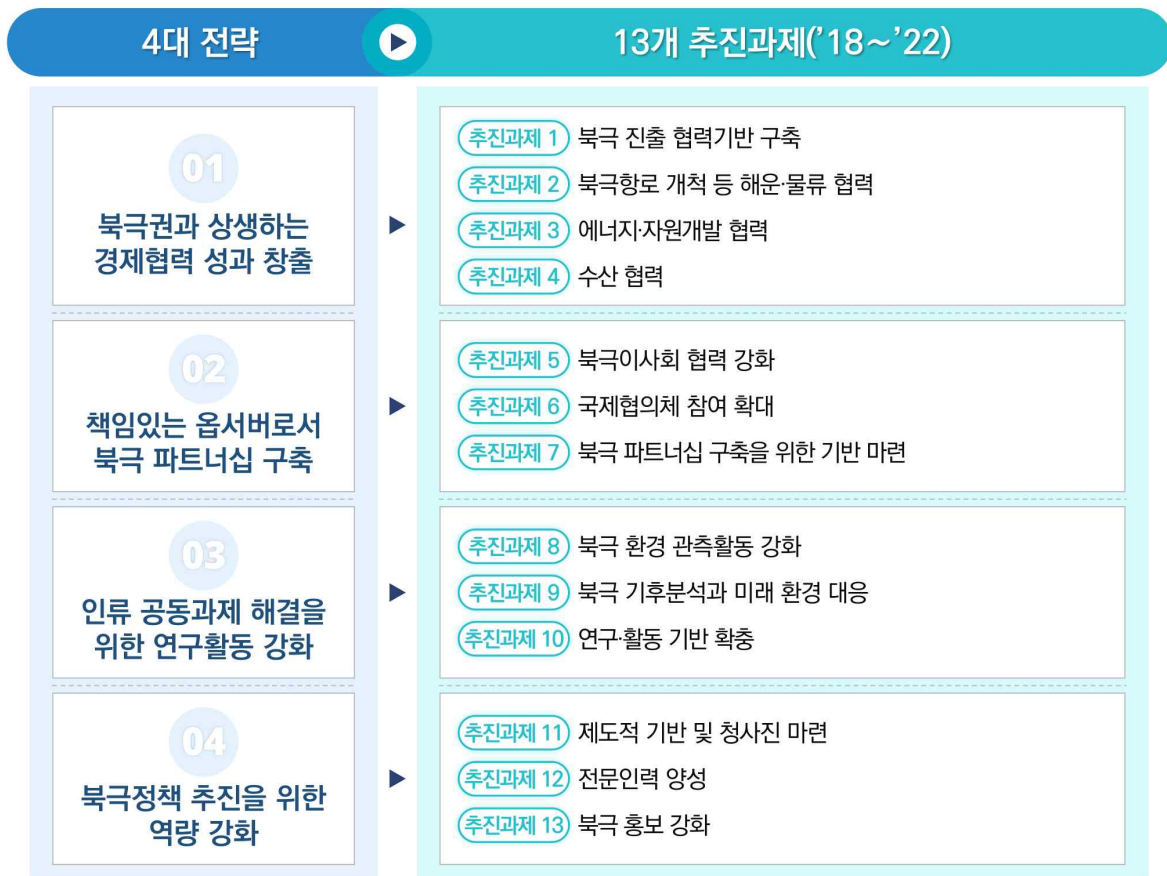 4대 전략
13개 추진과제('18~'22)
01
북극권과 상생하는
경제협력 성과 창출
추진과제 1 북극 진출 협력기반 구축
추진과제 2 북극항로 개척 등 해운·물류 협력
추진과제 3 에너지·자원개발 협력
추진과제 4 수산 협력
02
책임있는 옵서버로서
북극 파트너십 구축
추진과제 5 북극이사회 협력 강화
추진과제 6 국제협의체 참여 확대
추진과제 7 북극 파트너십 구축을 위한 기반 마련
03
인류 공동과제 해결을
위한 연구활동 강화
추진과제 8 북극 환경 관측활동 강화
추진과제 9 북극 기후분석과 미래 환경 대응
추진과제 10 연구·활동 기반 확충
04
북극정책 추진을 위한
역량 강화
추진과제 11 제도적 기반 및 청사진 마련
추진과제 12 전문인력 양성
추진과제 13 북극 홍보 강화